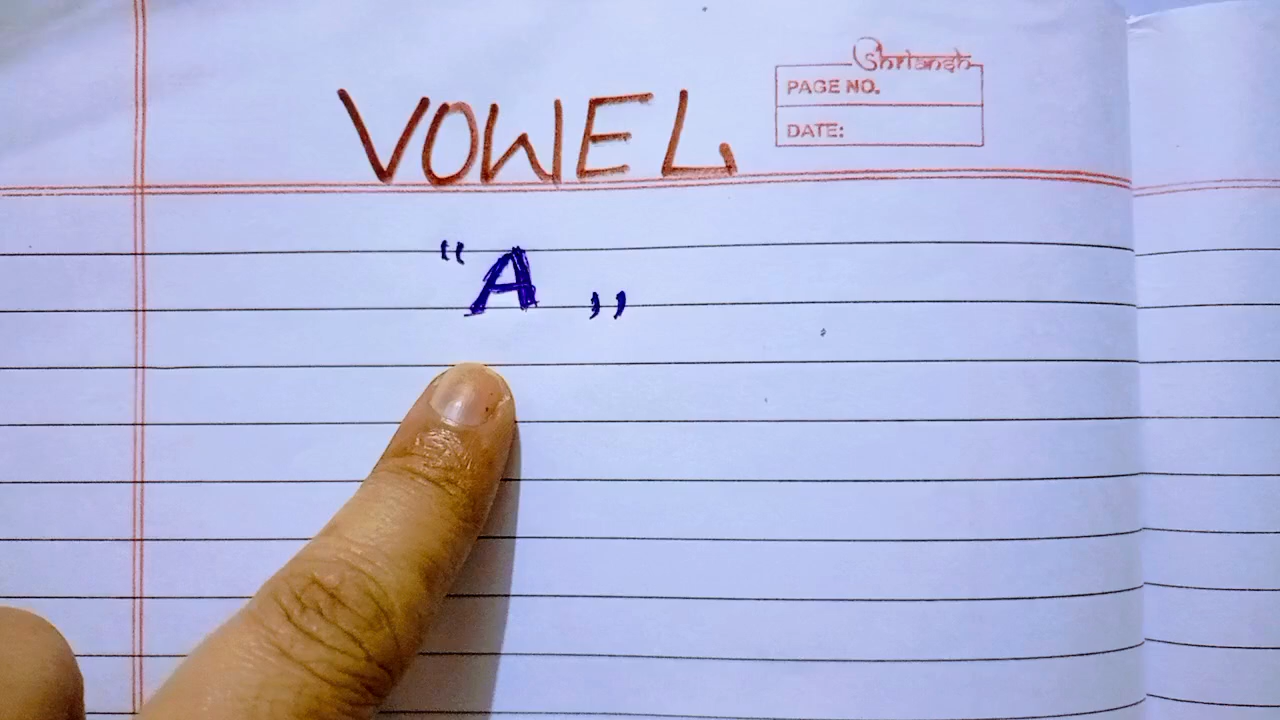 Shrlansh
PAGE NO.
DATE:
VOWEL
“A ,,